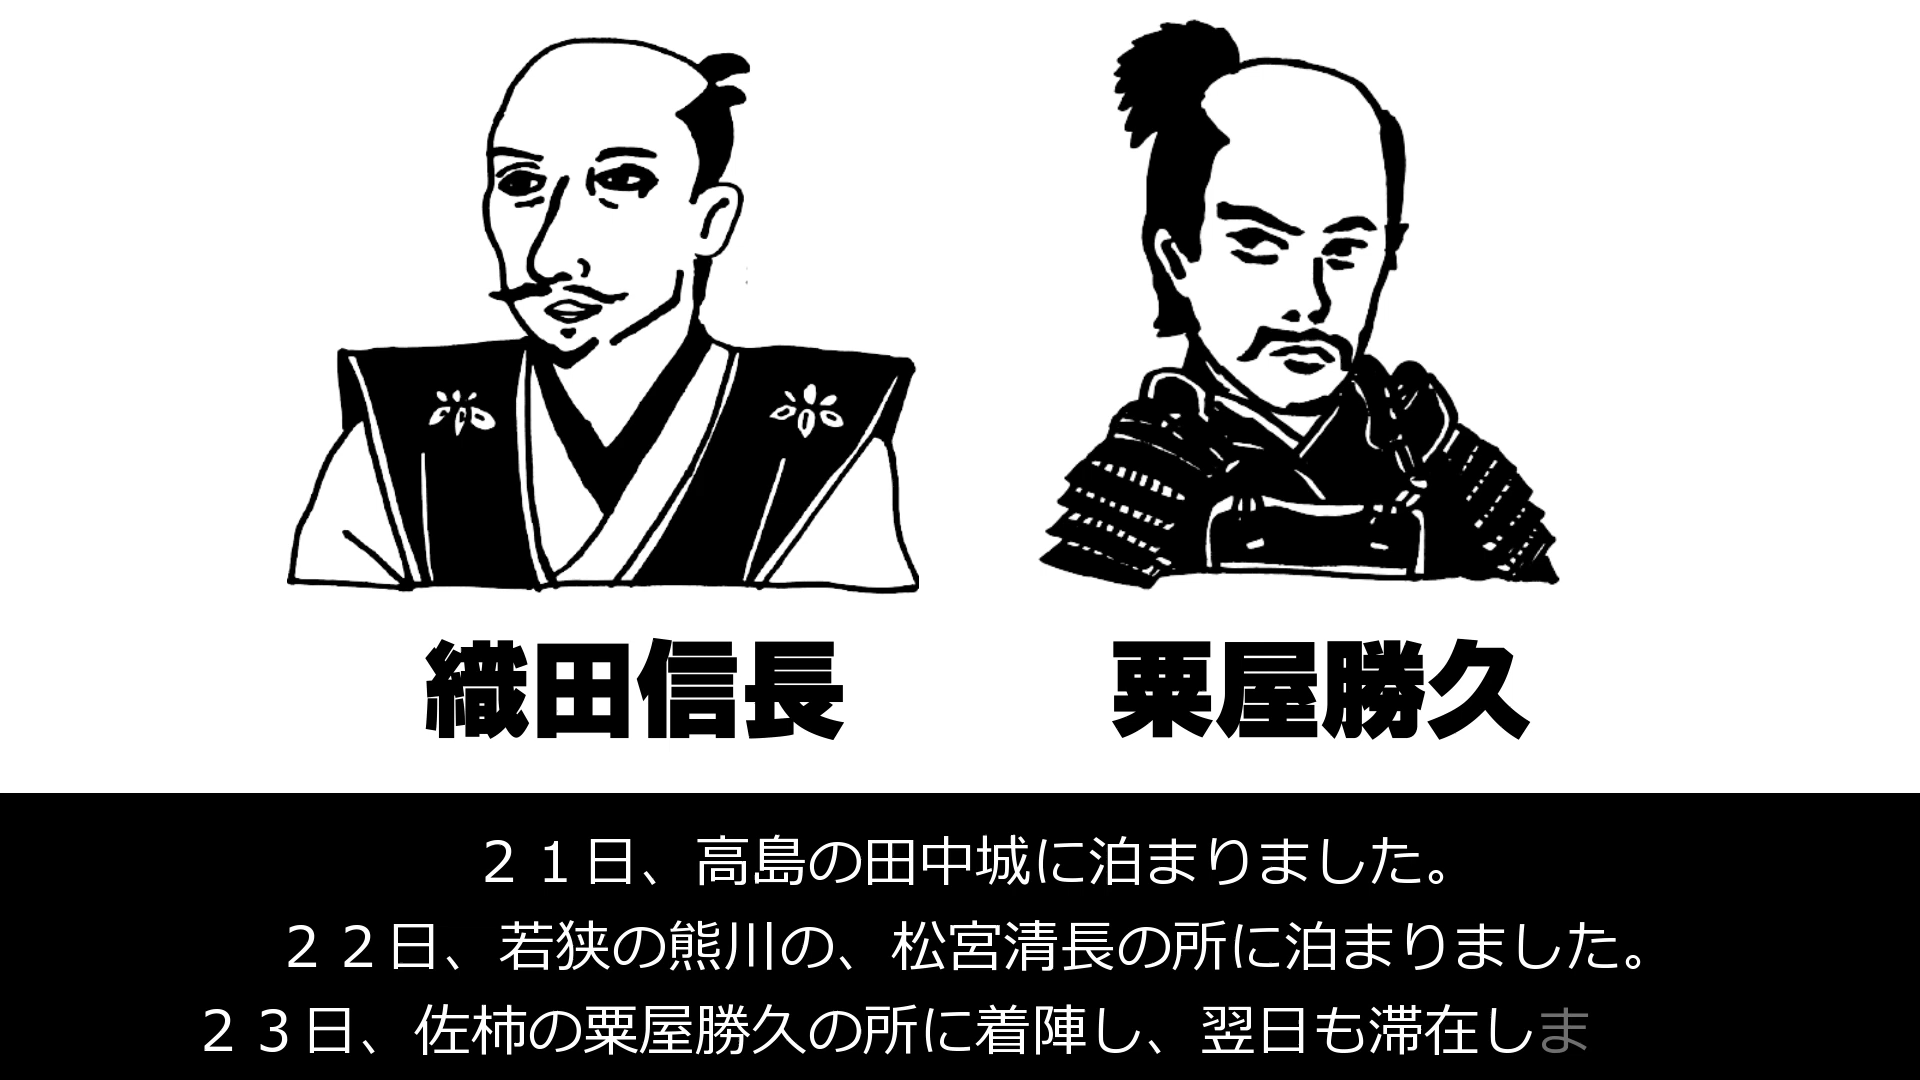 織田信長
粟屋勝久
２１日、高島の田中城に泊まりました。
２２日、若狭の熊川の、松宮清長の所に泊まりました。
２３日、佐柿の粟屋勝久の所に着陣し、翌日も滞在しま